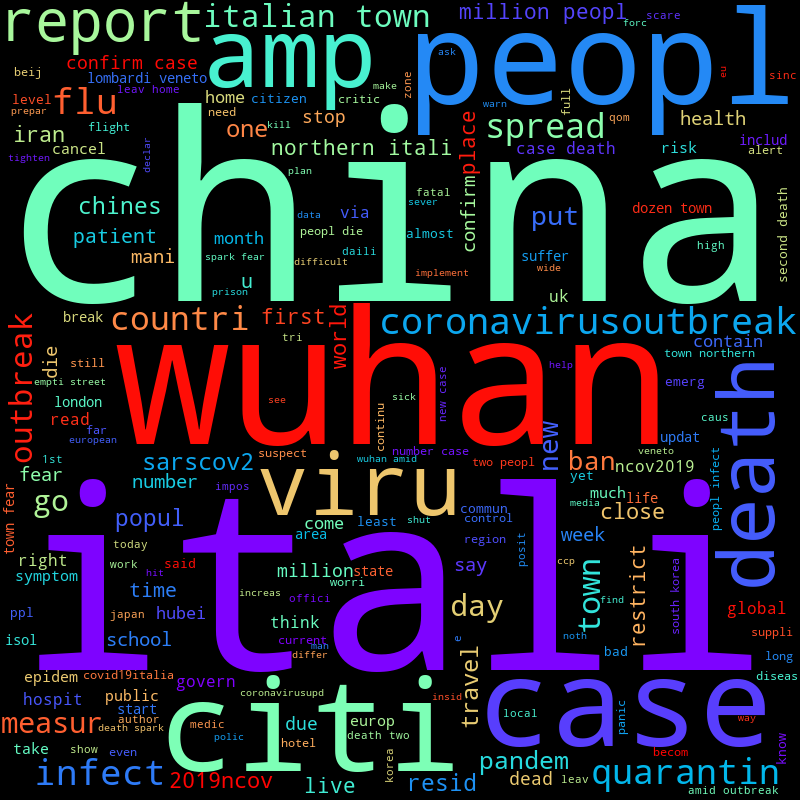 report
italian town
million peopl
forc
scare
amp
peopl
confirm case
ask
beij
lombardi veneto
leav home
flu
home
citizen
make
critic
zone
eu
sinc
level
prepar
warn
full
iran
flight
need
kill
stop
one
spread
qom
health
cancel
declar
northern itali
place
case death
risk
includ
alert
tighten
china
plan
fatal
confirm
chines
data
via
sever
put
dozen town
second death
patient
month
peopl die
almost
mani
spark fear
difficult
daili
suffer
high
u
prison
implement
wide
uk
break
countri
first
world
coronavirusoutbreak
outbreak
die
still
tri
contain
town northern
wuhan
empti street
help
emerg
london
see
sick
new case
caus
death
read
far
european
continu
new
updat
1st
sarscov2
suspect
number case
wuhan amid
two peopl
ban
veneto
ncov2019
yet
fear
number
impos
viru
media
peopl infect
town fear
go
popul
come
least
shut
commun
control
much
life
close
today
area
posit
week
right
work
said
million
state
region
ccp
restrict
symptom
hit
itali
worri
say
town
south korea
time
increas
offici
find
global
ppl
japan
hubei
think
day
suppli
isol
school
current
man
e
noth
bad
long
epidem
covid19italia
govern
differ
travel
case
diseas
hospit
public
coronavirusupd
insid
start
citi
local
panic
way
measur
author
death spark
medic
due
europ
polic
death two
know
take
show
even
hotel
korea
pandem
becom
infect
2019ncov
live
resid
dead
leav
quarantin
amid outbreak